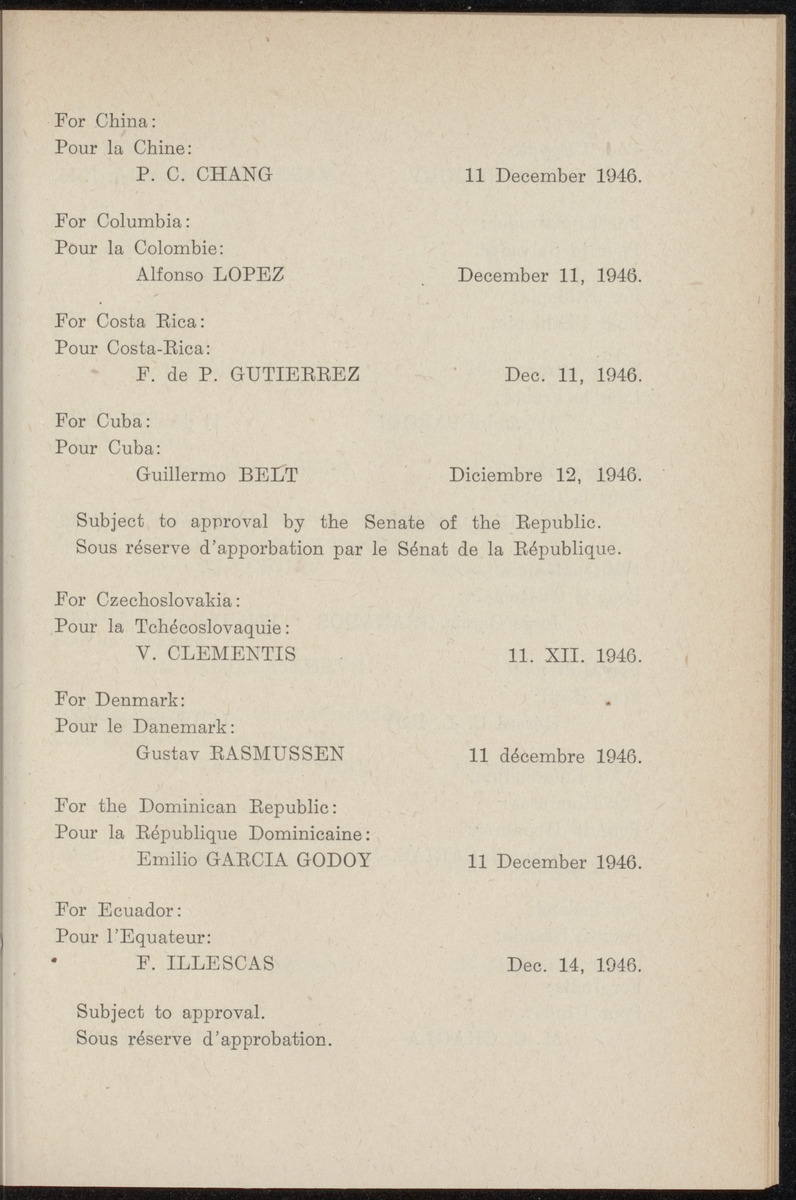 For China:
Pour la Chine:
P. C. CHANG 11 December 1946.
For Columbia:
Pour la Colombie:
Alfonso LOPEZ December 11, 1946.
For Costa Rica:
Pour Costa-Rica:
F. de P. GUTIERREZ Dec. 11, 1946.
For Cuba:
Pour Cuba:
Guillermo BELT Diciembre 12, 1946.
Subject to approval by the Senate of the Republic.
Sous réserve d'apporbation par le Sénat de la République.
For Czechoslovakia:
Pour la Tchécoslovaquie:
V. CLEMENTIS 11. XII. 1946.
For Denmark:
Pour le Danemark:
Gustav RASMUSSEN 11 décembre 1946.
For the Dominican Republic:
Pour la République Dominicaine:
Emilio GARCIA GODOY 11 December 1946.
For Ecuador:
Pour l'Equateur:
F. ILLESCAS Dec. 14, 1946.
Subject to approval.
Sous réserve d'approbation.